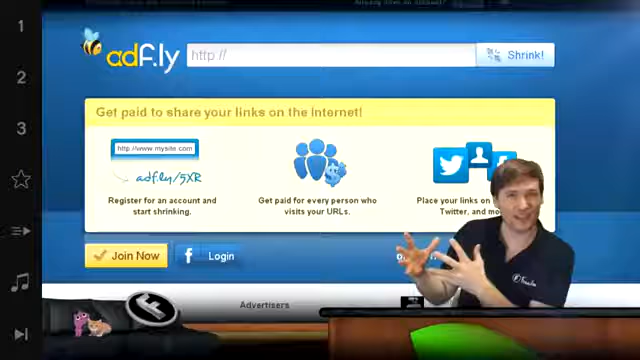 1
2
3
adf.ly
http://
Shrink!
Get paid to share your links on the internet!
http://www.mysite.com
adf.ly/5XR
Register for an account and
start shrinking.
Get paid for every person who
visits your URLs.
Place your links on
Twitter, and mo
Join Now
f Login
Advertisers